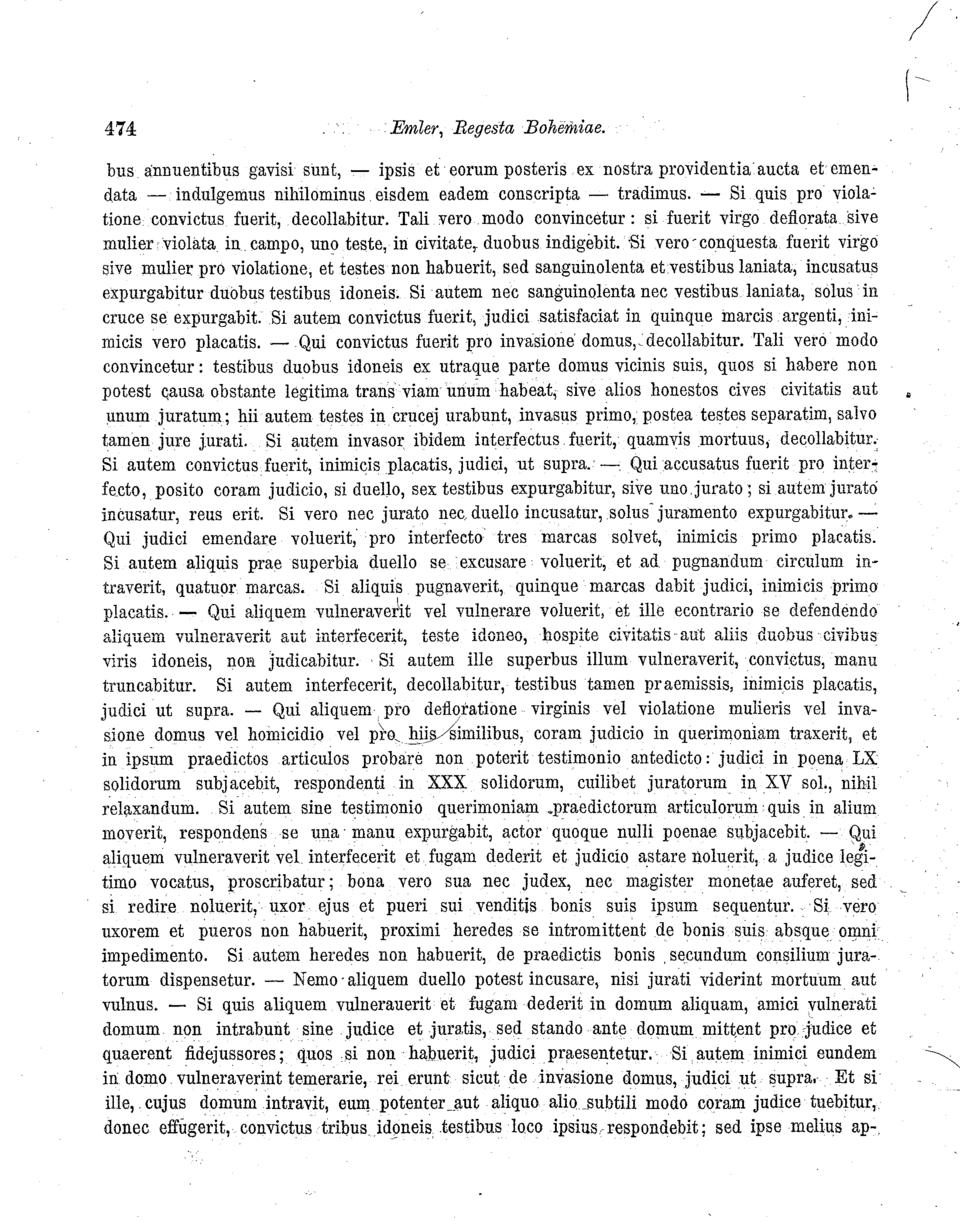 474 Emler, Regesta Bohemiae.
bus annuentibus gavisi sunt, — ipsis et eorum posteris ex nostra providentia aucta et emen-
data — indulgemus nihilominus eisdem eadem conscripta — tradimus. — Si quis pro viola-
tione convictus fuerit, decollabitur. Tali vero modo convincetur: si fuerit virgo deflorata sive
mulier violata in campo, uno teste, in civitate, duobus indigebit. Si vero conquesta fuerit virgo
sive mulier pro violatione, et testes non habuerit, sed sanguinolenta et vestibus laniata, incusatus
expurgabitur duobus testibus idoneis. Si autem nec sanguinolenta nec vestibus laniata, solus in
cruce se expurgabit. Si autem convictus fuerit, judici satisfaciat in quinque marcis argenti, ini-
micis vero placatis. — Qui convictus fuerit pro invasione domus, decollabitur. Tali vero modo
convincetur: testibus duobus idoneis ex utraque parte domus vicinis suis, quos si habere non
potest causa obstante legitima trans viam unum habeat, sive alios honestos cives civitatis aut
unum juratum; hii autem testes in crucej urabunt, invasus primo, postea testes separatim, salvo
tamen jure jurati. Si autem invasor ibidem interfectus fuerit, quamvis mortuus, decollabitur.
Si autem convictus fuerit, inimicis placatis, judici, ut supra. — Qui accusatus fuerit pro inter-
fecto, posito coram judicio, si duello, sex testibus expurgabitur, sive uno jurato; si autem jurato
incusatur, reus erit. Si vero nec jurato nec duello incusatur, solus juramento expurgabitur. —
Qui judici emendare voluerit, pro interfecto tres marcas solvet, inimicis primo placatis.
Si autem aliquis prae superbia duello se excusare voluerit, et ad pugnandum circulum in-
traverit, quatuor marcas. Si aliquis pugnaverit, quinque marcas dabit judici, inimicis primo
placatis. — Qui aliquem vulneraverit vel vulnerare voluerit, et ille econtrario se defendendo
aliquem vulneraverit aut interfecerit, teste idoneo, hospite civitatis aut aliis duobus civibus
viris idoneis, non judicabitur. Si autem ille superbus illum vulneraverit, convictus, manu
truncabitur. Si autem interfecerit, decollabitur, testibus tamen praemissis, inimicis placatis,
judici ut supra. — Qui aliquem pro defloratione virginis vel violatione mulieris vel inva-
sione domus vel homicidio vel pro hiis similibus, coram judicio in querimoniam traxerit, et
in ipsum praedictos articulos probare non poterit testimonio antedicto: judici in poena LX
solidorum subjacebit, respondenti in XXX solidorum, cuilibet juratorum in XV sol., nihil
relaxandum. Si autem sine testimonio querimoniam praedictorum articulorum quis in alium
moverit, respondens se una manu expurgabit, actor quoque nulli poenae subjacebit. — Qui
aliquem vulneraverit vel interfecerit et fugam dederit et judicio astare noluerit, a judice legi-
timo vocatus, proscribatur; bona vero sua nec judex, nec magister monetae auferet, sed
si redire noluerit, uxor ejus et pueri sui venditis bonis suis ipsum sequentur. Si vero
uxorem et pueros non habuerit, proximi heredes se intromittent de bonis suis absque omni
impedimento. Si autem heredes non habuerit, de praedictis bonis secundum consilium jura-
torum dispensetur. — Nemo aliquem duello potest incusare, nisi jurati viderint mortuum aut
vulnus. — Si quis aliquem vulnerauerit et fugam dederit in domum aliquam, amici vulnerati
domum non intrabunt sine judice et juratis, sed stando ante domum mittent pro judice et
quaerent fidejussores; quos si non habuerit, judici praesentetur. Si autem inimici eundem
in domo vulneraverint temerarie, rei erunt sicut de invasione domus, judici ut supra. Et si
ille, cujus domum intravit, eum potenter aut aliquo alio subtili modo coram judice tuebitur,
donec effugerit, convictus tribus idoneis testibus loco ipsius respondebit; sed ipse melius ap-